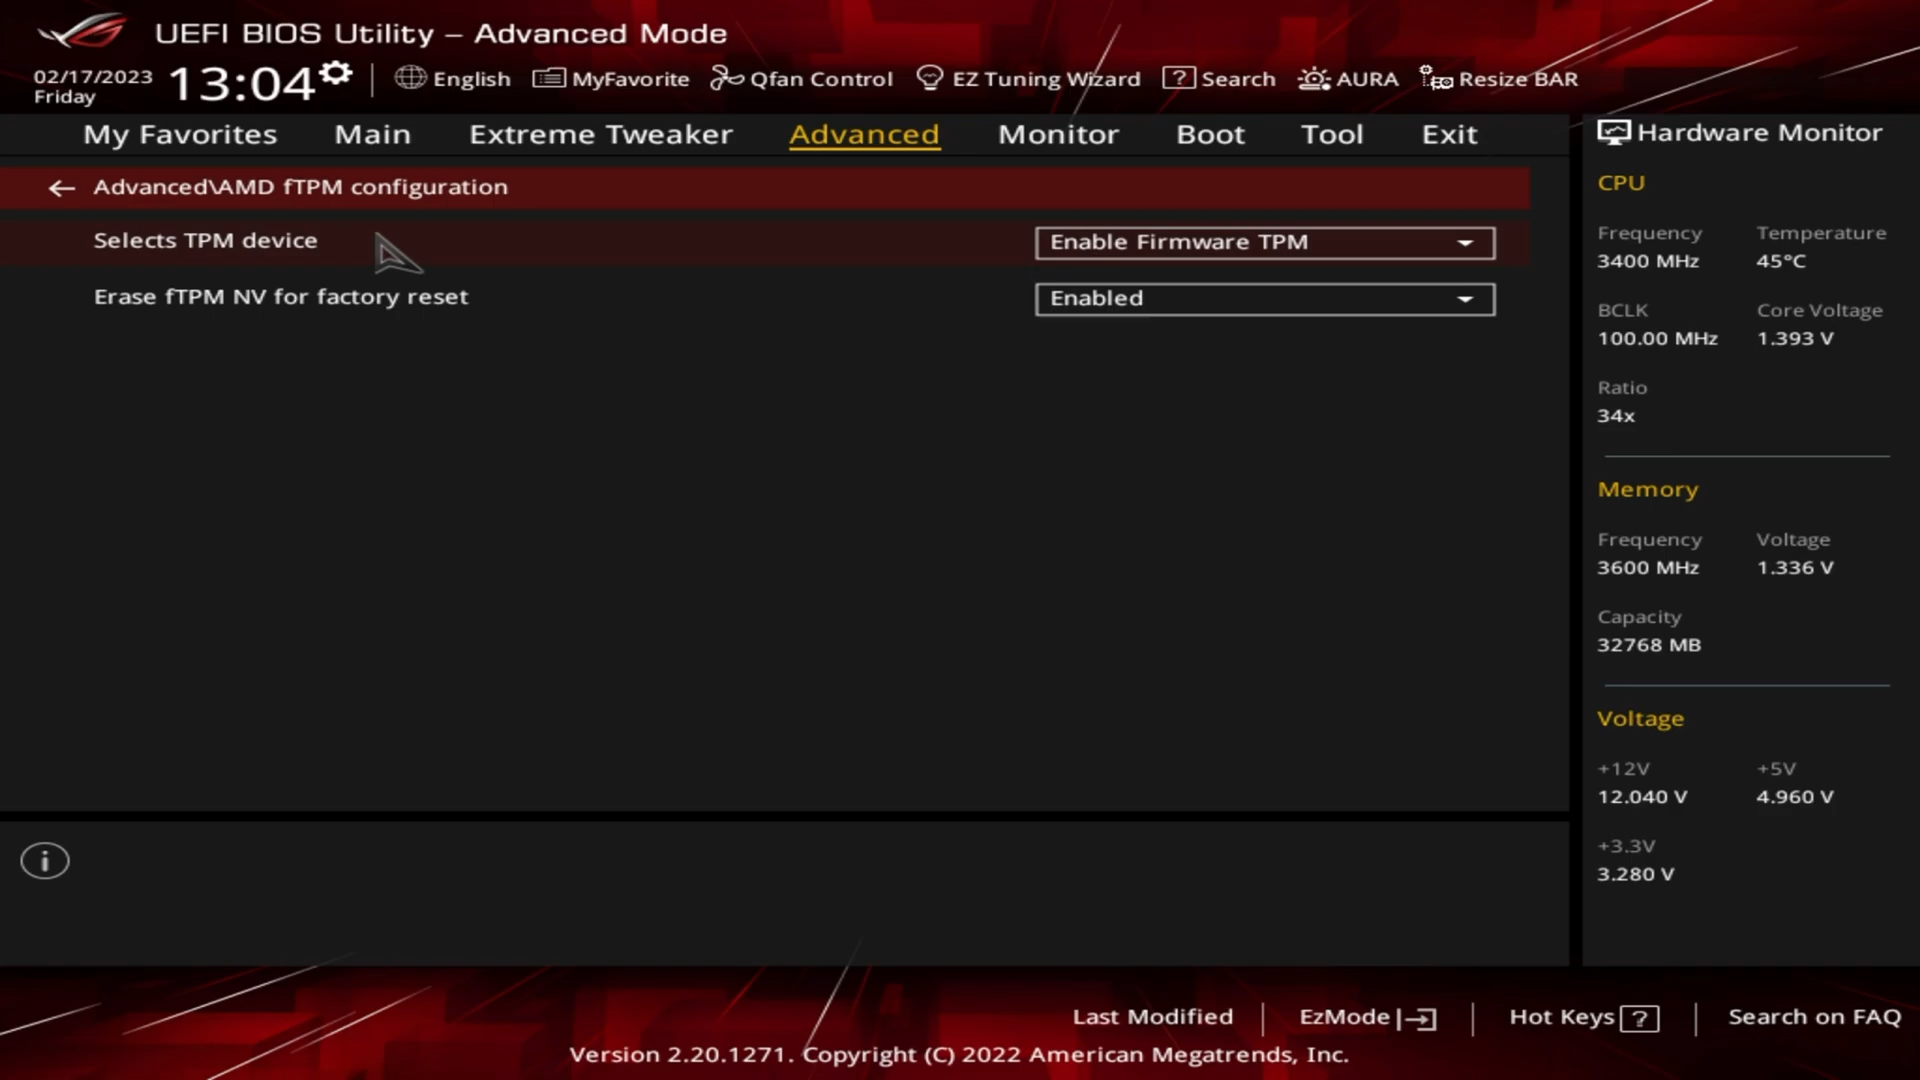 UEFI BIOS Utility – Advanced Mode
02/17/2023
Friday
13:04
English
MyFavorite
Qfan Control
EZ Tuning Wizard
? Search
AURA
Resize BAR
My Favorites
Main
Extreme Tweaker
Advanced
Monitor
Boot
Tool
Exit
Advanced\AMD fTPM configuration
Selects TPM device
Enable Firmware TPM
Erase fTPM NV for factory reset
Enabled
i
Hardware Monitor
CPU
Frequency Temperature
3400 MHz 45°C
BCLK Core Voltage
100.00 MHz 1.393 V
Ratio
34x
Memory
Frequency Voltage
3600 MHz 1.336 V
Capacity
32768 MB
Voltage
+12V +5V
12.040 V 4.960 V
+3.3V
3.280 V
Last Modified
EzMode
Hot Keys ?
Search on FAQ
Version 2.20.1271. Copyright (C) 2022 American Megatrends, Inc.